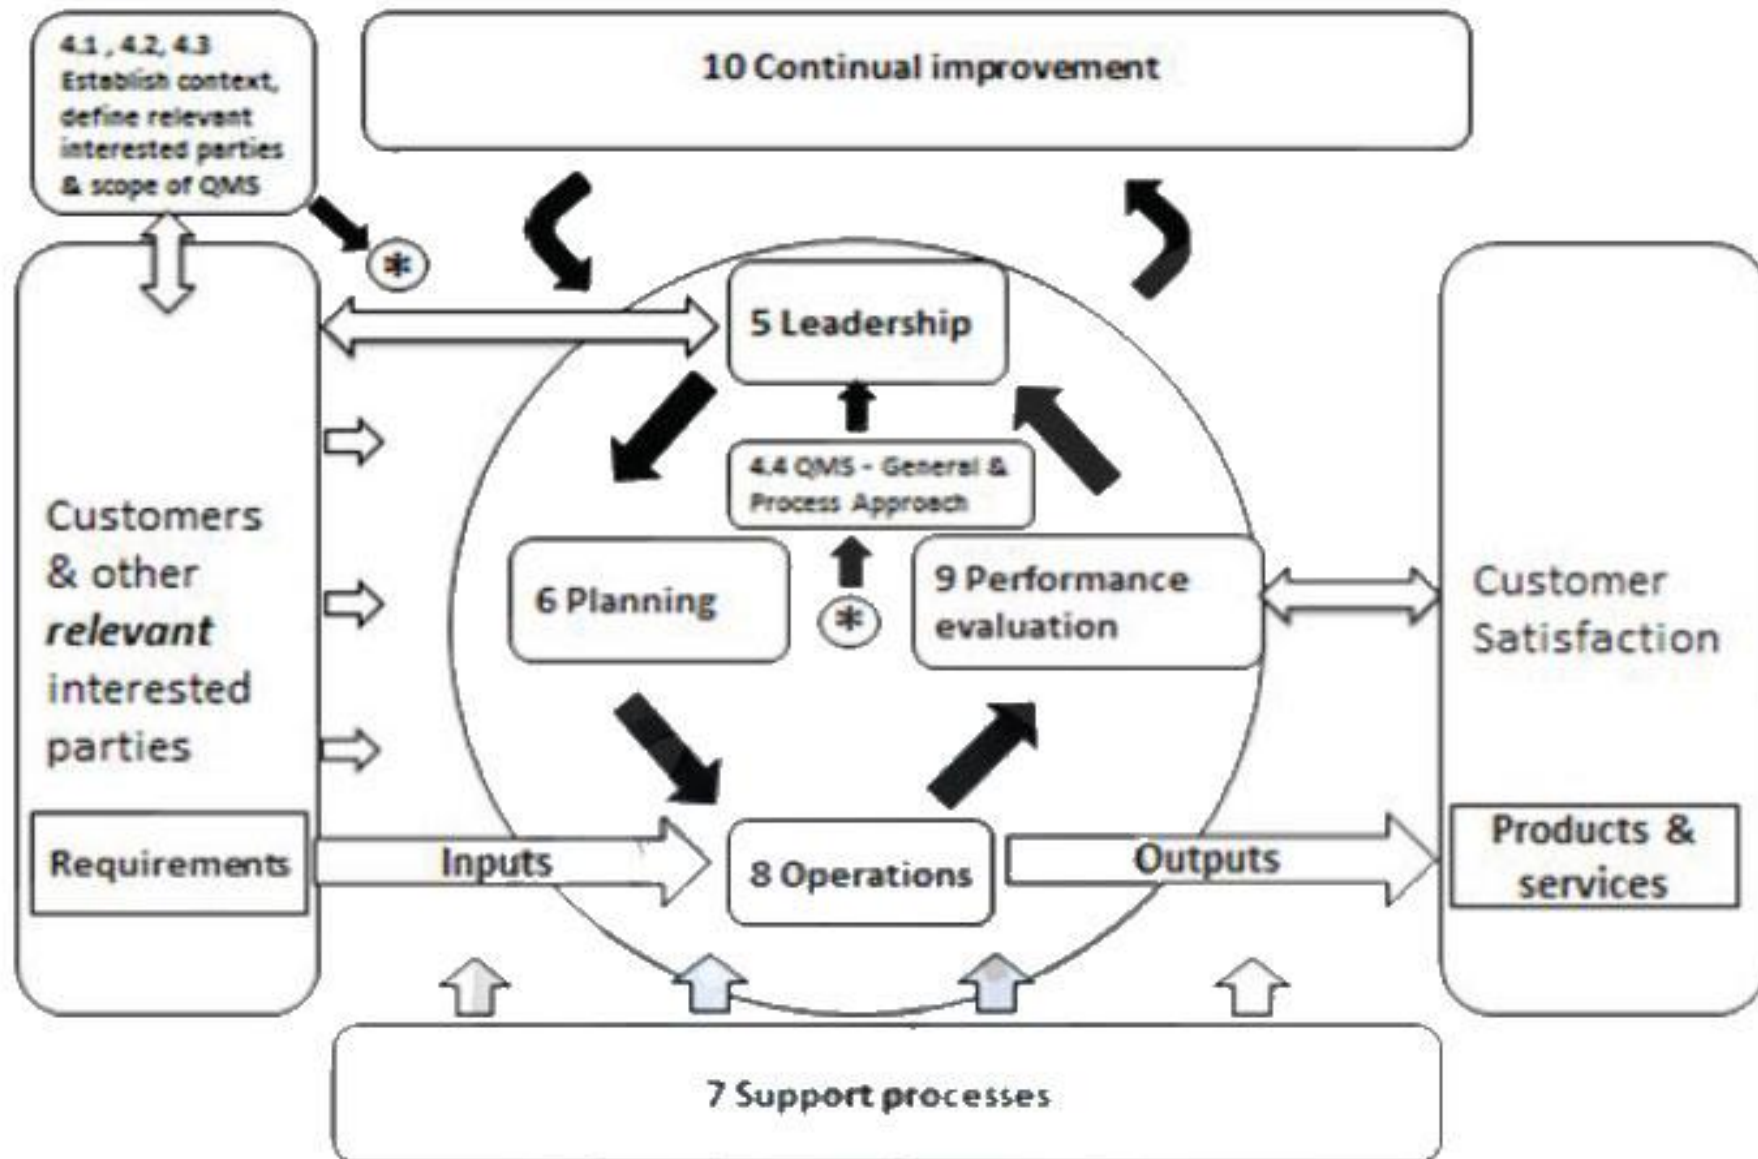 4.1 , 4.2, 4.3
Establish context,
define relevant
interested parties
& scope of QMS
10 Continual improvement
*
5 Leadership
4.4 QMS - General &
Process Approach
Customers
& other
relevant
interested
parties
6 Planning
*
9 Performance
evaluation
Customer
Satisfaction
Requirements
Inputs
8 Operations
Outputs
Products &
services
7 Support processes